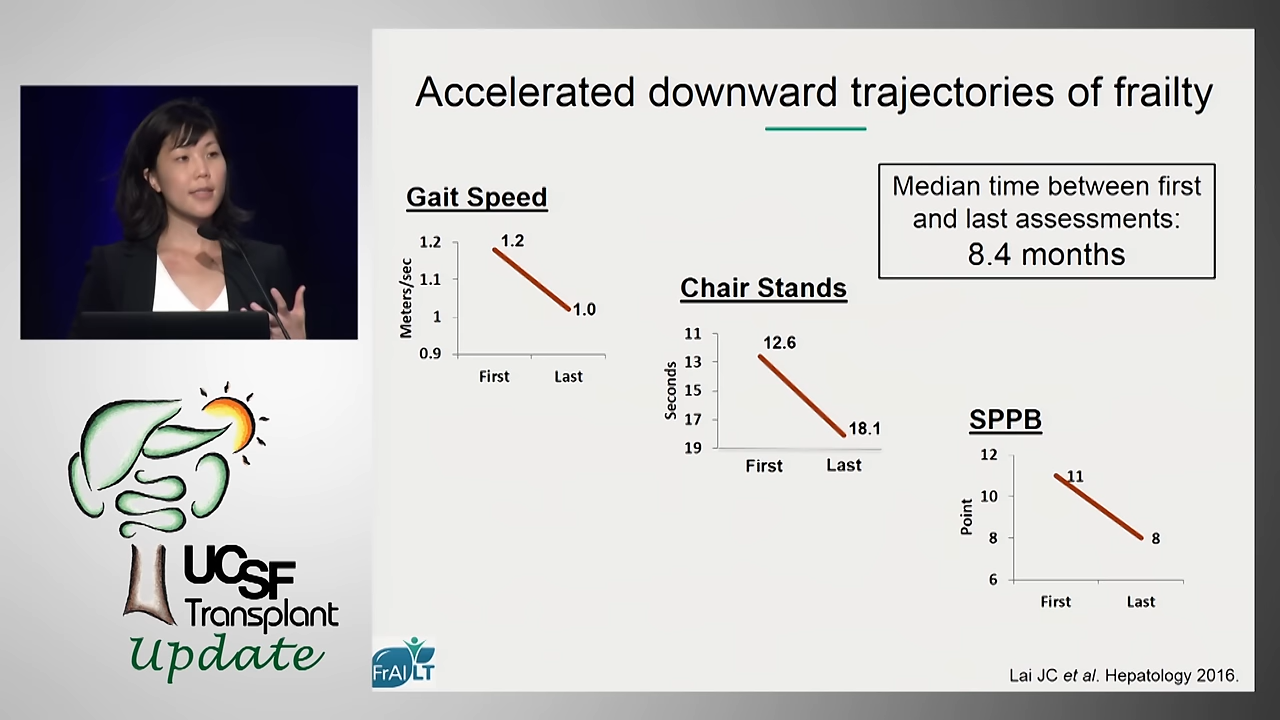 Accelerated downward trajectories of frailty
Median time between first
and last assessments:
8.4 months
Gait Speed
Meters/sec
1.2
1.1
1
0.9
1.2
1.0
First Last
Chair Stands
Seconds
11
13
15
17
19
12.6
18.1
First Last
SPPB
Point
12
10
8
6
11
8
First Last
UCSF
Transplant
Update
FrAILT
Lai JC et al. Hepatology 2016.